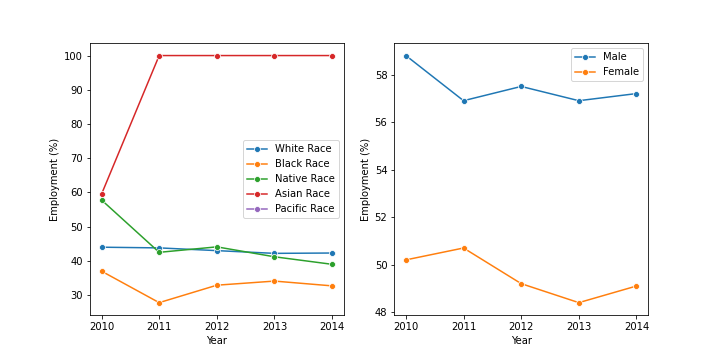 100
90
80
70
60
50
40
30
Employment (%)
2010 2011 2012 2013 2014
Year
White Race
Black Race
Native Race
Asian Race
Pacific Race
58
56
54
52
50
48
Employment (%)
2010 2011 2012 2013 2014
Year
Male
Female